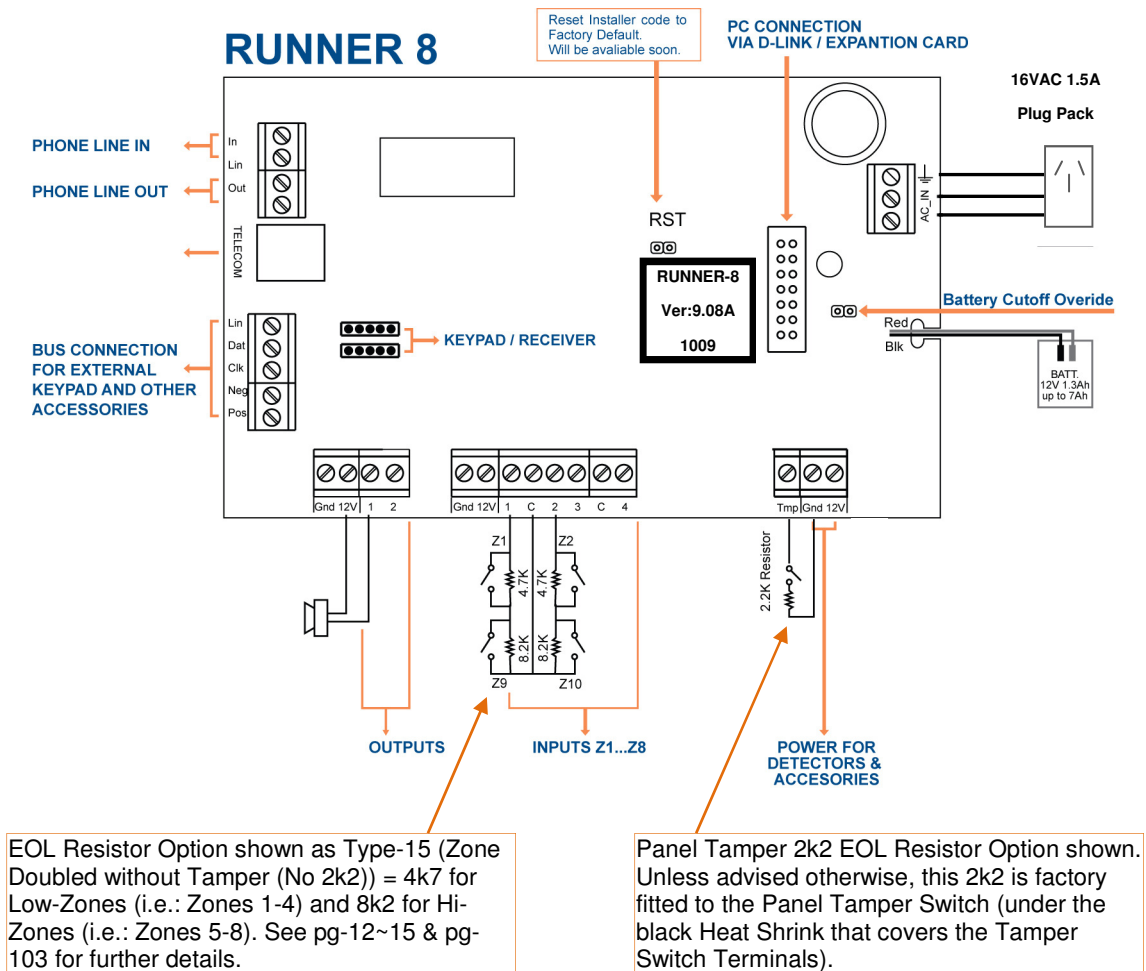 RUNNER 8
Reset Installer code to
Factory Default.
Will be avaliable soon.
PC CONNECTION
VIA D-LINK / EXPANTION CARD
16VAC 1.5A
Plug Pack
PHONE LINE IN
In
Lin
PHONE LINE OUT
Out
TELECOM
RST
AC_IN
RUNNER-8
Ver:9.08A
1009
Battery Cutoff Overide
Red
Blk
BATT.
12V 1.3Ah
up to 7Ah
BUS CONNECTION
FOR EXTERNAL
KEYPAD AND OTHER
ACCESSORIES
Lin
Dat
Clk
Neg
Pos
KEYPAD / RECEIVER
Gnd 12V 1 2
Gnd 12V 1 C 2 3 C 4
Tmp Gnd 12V
Z1 Z2
4.7K 4.7K
8.2K 8.2K
Z9 Z10
2.2K Resistor
OUTPUTS
INPUTS Z1...Z8
POWER FOR
DETECTORS &
ACCESORIES
EOL Resistor Option shown as Type-15 (Zone
Doubled without Tamper (No 2k2)) = 4k7 for
Low-Zones (i.e.: Zones 1-4) and 8k2 for Hi-
Zones (i.e.: Zones 5-8). See pg-12~15 & pg-
103 for further details.
Panel Tamper 2k2 EOL Resistor Option shown.
Unless advised otherwise, this 2k2 is factory
fitted to the Panel Tamper Switch (under the
black Heat Shrink that covers the Tamper
Switch Terminals).